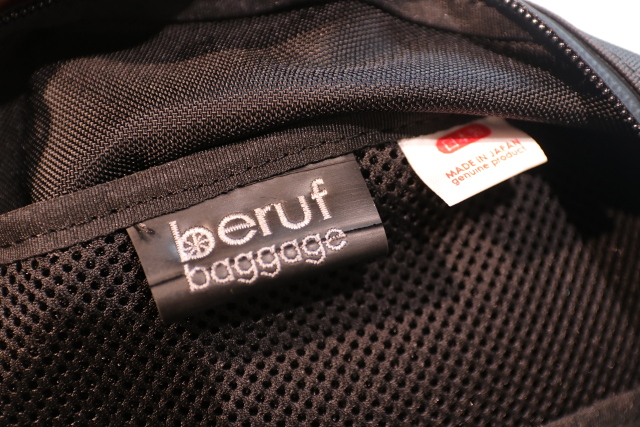 beruf
baggage
MADE IN JAPAN
genuine product